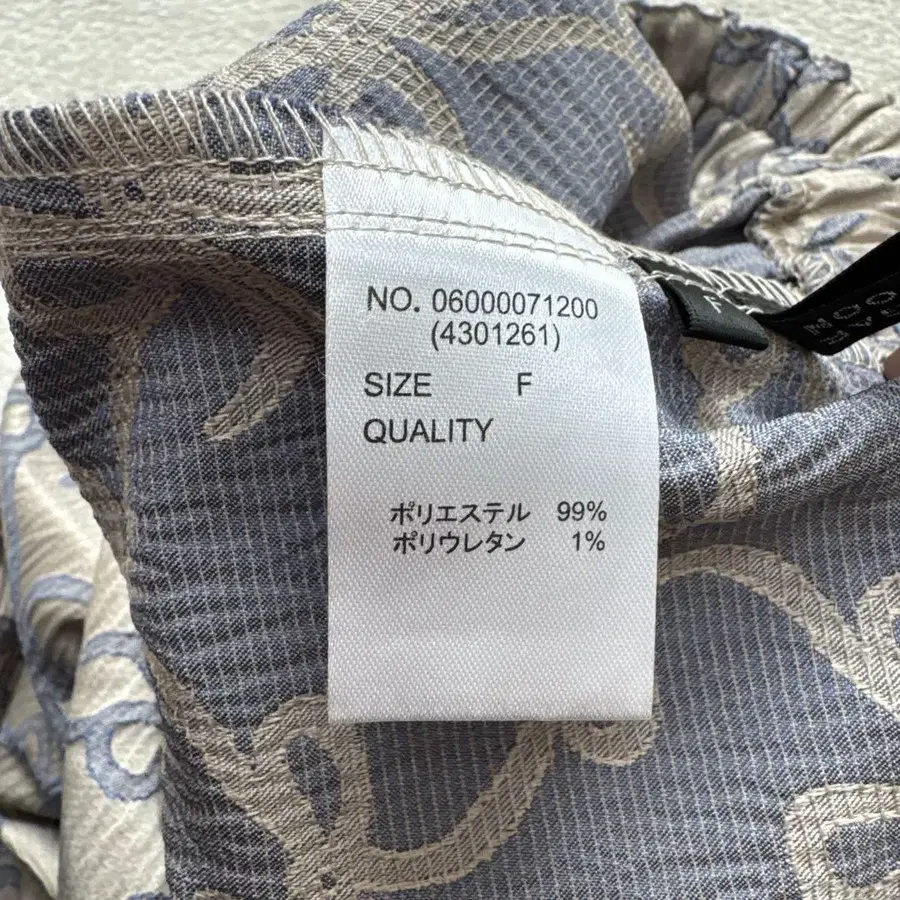 NO. 06000071200
(4301261)
SIZE F
QUALITY
ポリエステル 99%
ポリウレタン 1%
F